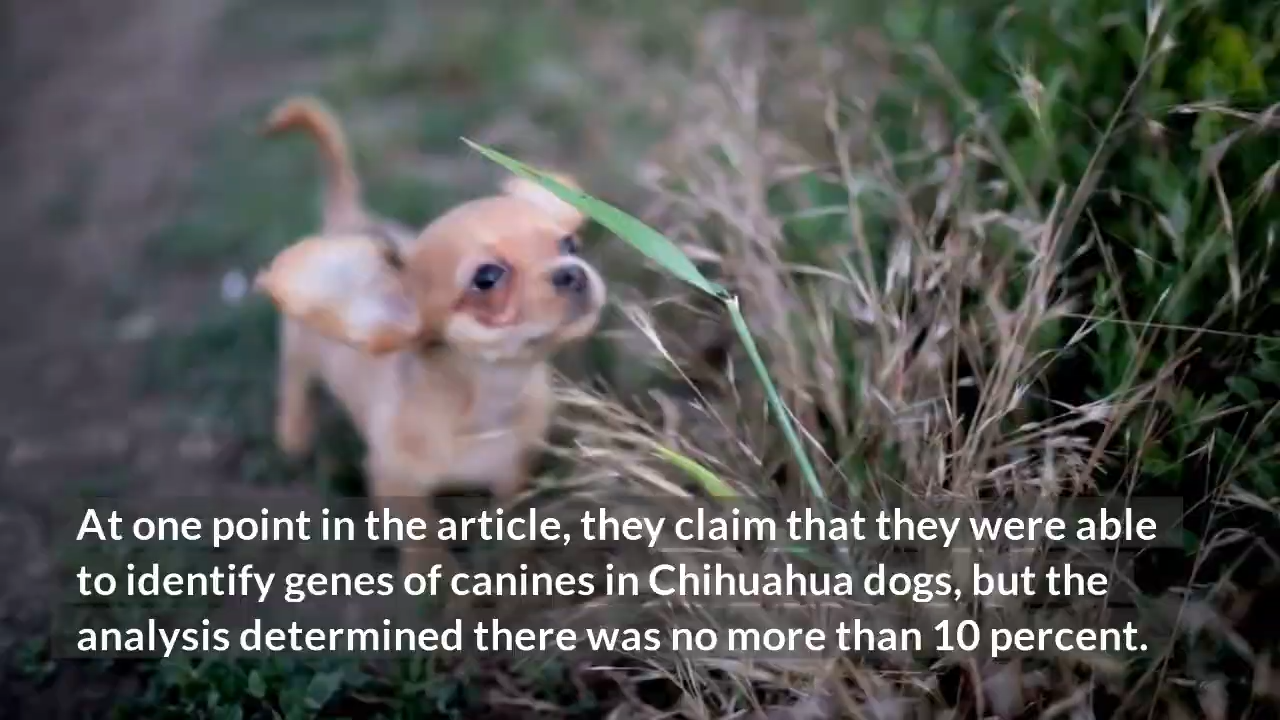 At one point in the article, they claim that they were able
to identify genes of canines in Chihuahua dogs, but the
analysis determined there was no more than 10 percent.